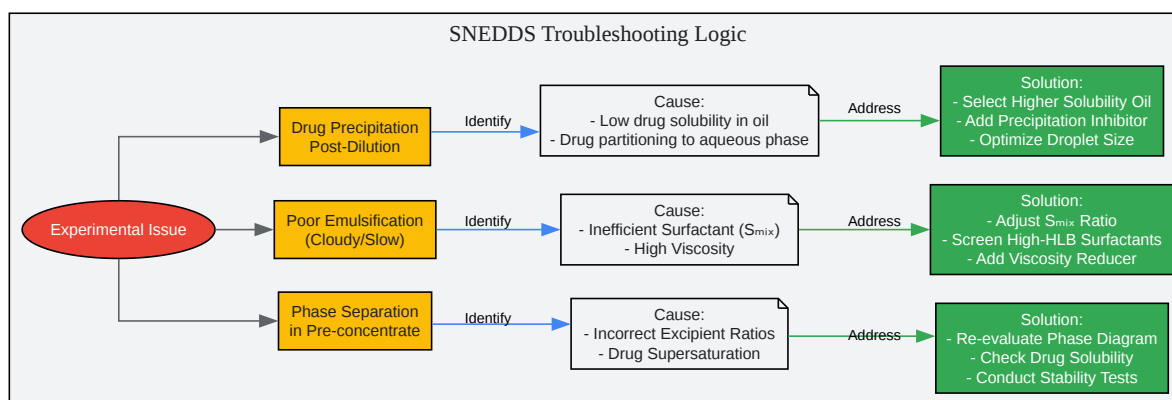 SNEDDS Troubleshooting Logic
Experimental Issue
Drug Precipitation
Post-Dilution
Identify
Cause:
- Low drug solubility in oil
- Drug partitioning to aqueous phase
Address
Solution:
- Select Higher Solubility Oil
- Add Precipitation Inhibitor
- Optimize Droplet Size
Poor Emulsification
(Cloudy/Slow)
Identify
Cause:
- Inefficient Surfactant (Sₘᵢₓ)
- High Viscosity
Address
Solution:
- Adjust Sₘᵢₓ Ratio
- Screen High-HLB Surfactants
- Add Viscosity Reducer
Phase Separation
in Pre-concentrate
Identify
Cause:
- Incorrect Excipient Ratios
- Drug Supersaturation
Address
Solution:
- Re-evaluate Phase Diagram
- Check Drug Solubility
- Conduct Stability Tests